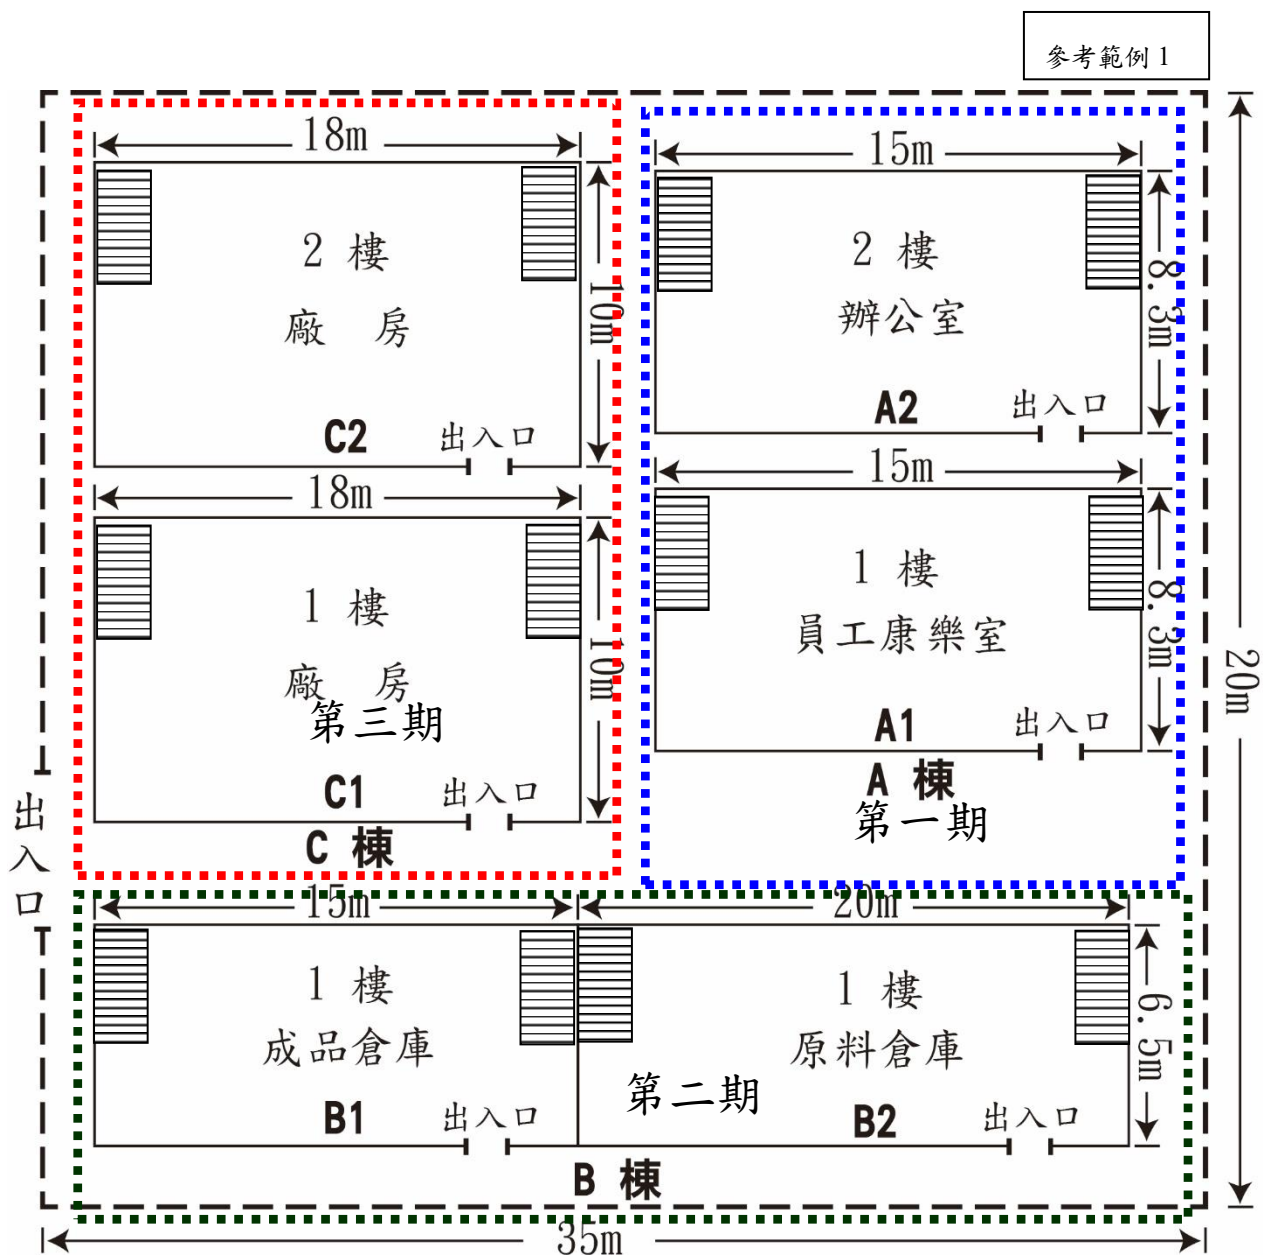 參考範例 1
18m
2 樓
廠 房
10m
C2
出入口
15m
2 樓
辦公室
8.3m
A2
出入口
18m
1 樓
廠 房
10m
第三期
C1
出入口
C 棟
15m
1 樓
員工康樂室
8.3m
A1
出入口
A 棟
第一期
20m
出入口
15m
1 樓
成品倉庫
B1
出入口
20m
1 樓
原料倉庫
6.5m
第二期
B2
出入口
B 棟
35m